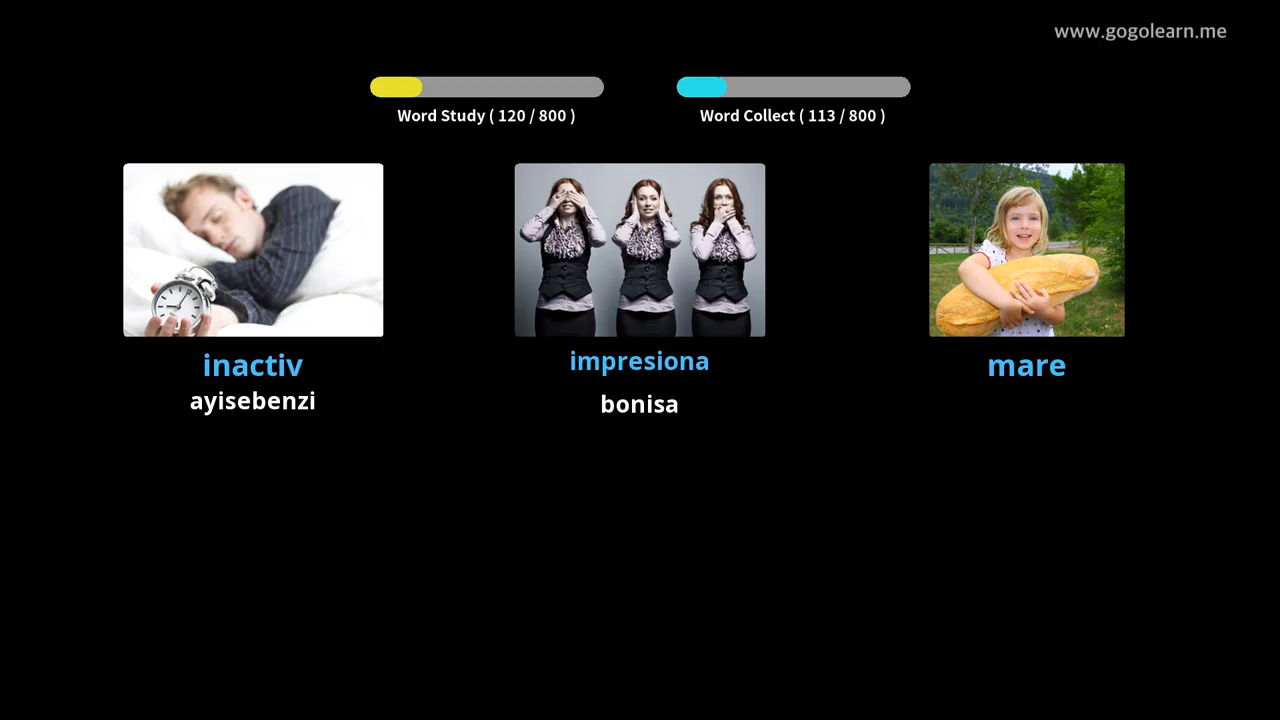 www.gogolearn.me
Word Study ( 120 / 800 )
Word Collect ( 113 / 800 )
inactiv
ayisebenzi
impresiona
bonisa
mare